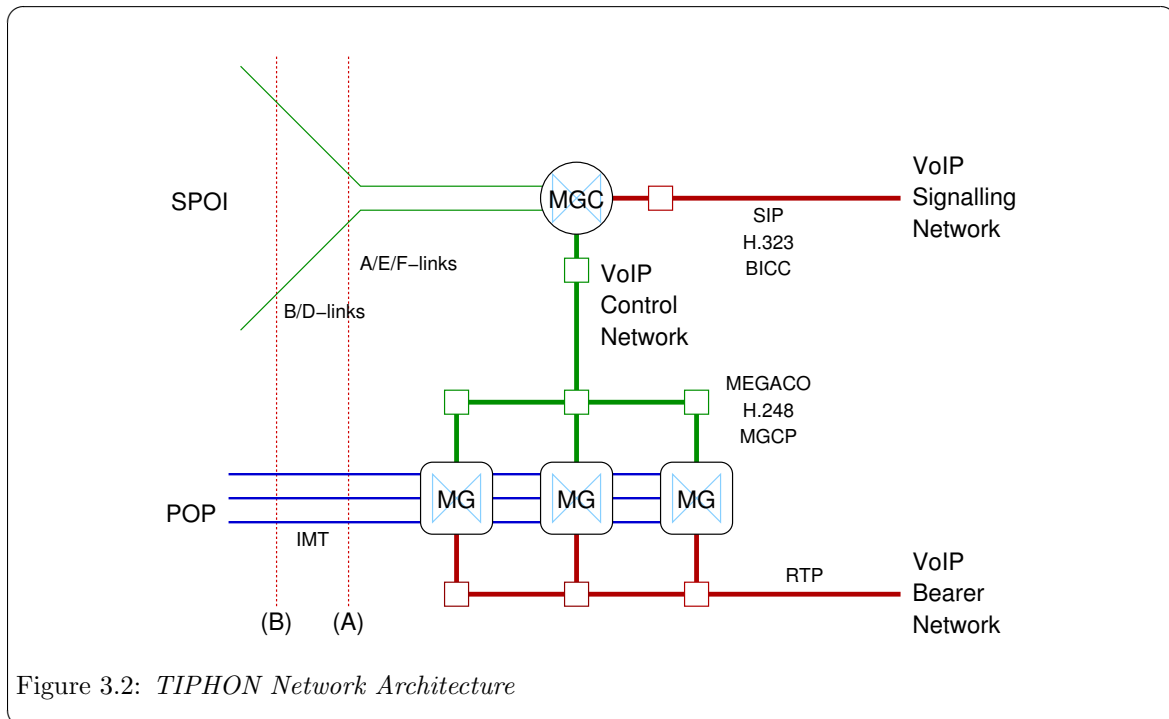 SPOI
MGC
VoIP
Signalling
Network
SIP
H.323
BICC
A/E/F−links
B/D−links
VoIP
Control
Network
MEGACO
H.248
MGCP
POP
MG
MG
MG
IMT
RTP
VoIP
Bearer
Network
(B)
(A)
Figure 3.2: TIPHON Network Architecture